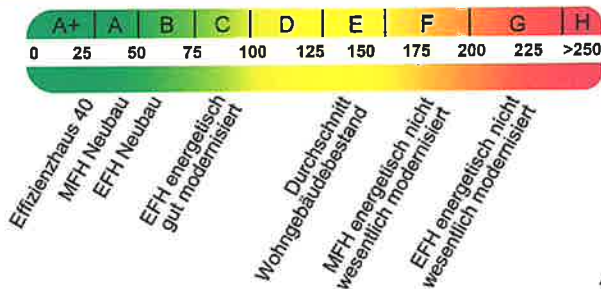 A+ A B C D E F G H
0 25 50 75 100 125 150 175 200 225 >250
Effizienzhaus 40
MFH Neubau
EFH Neubau
EFH energetisch
gut modernisiert
Durchschnitt
Wohngebäudebestand
MFH energetisch nicht
wesentlich modernisiert
EFH energetisch nicht
wesentlich modernisiert